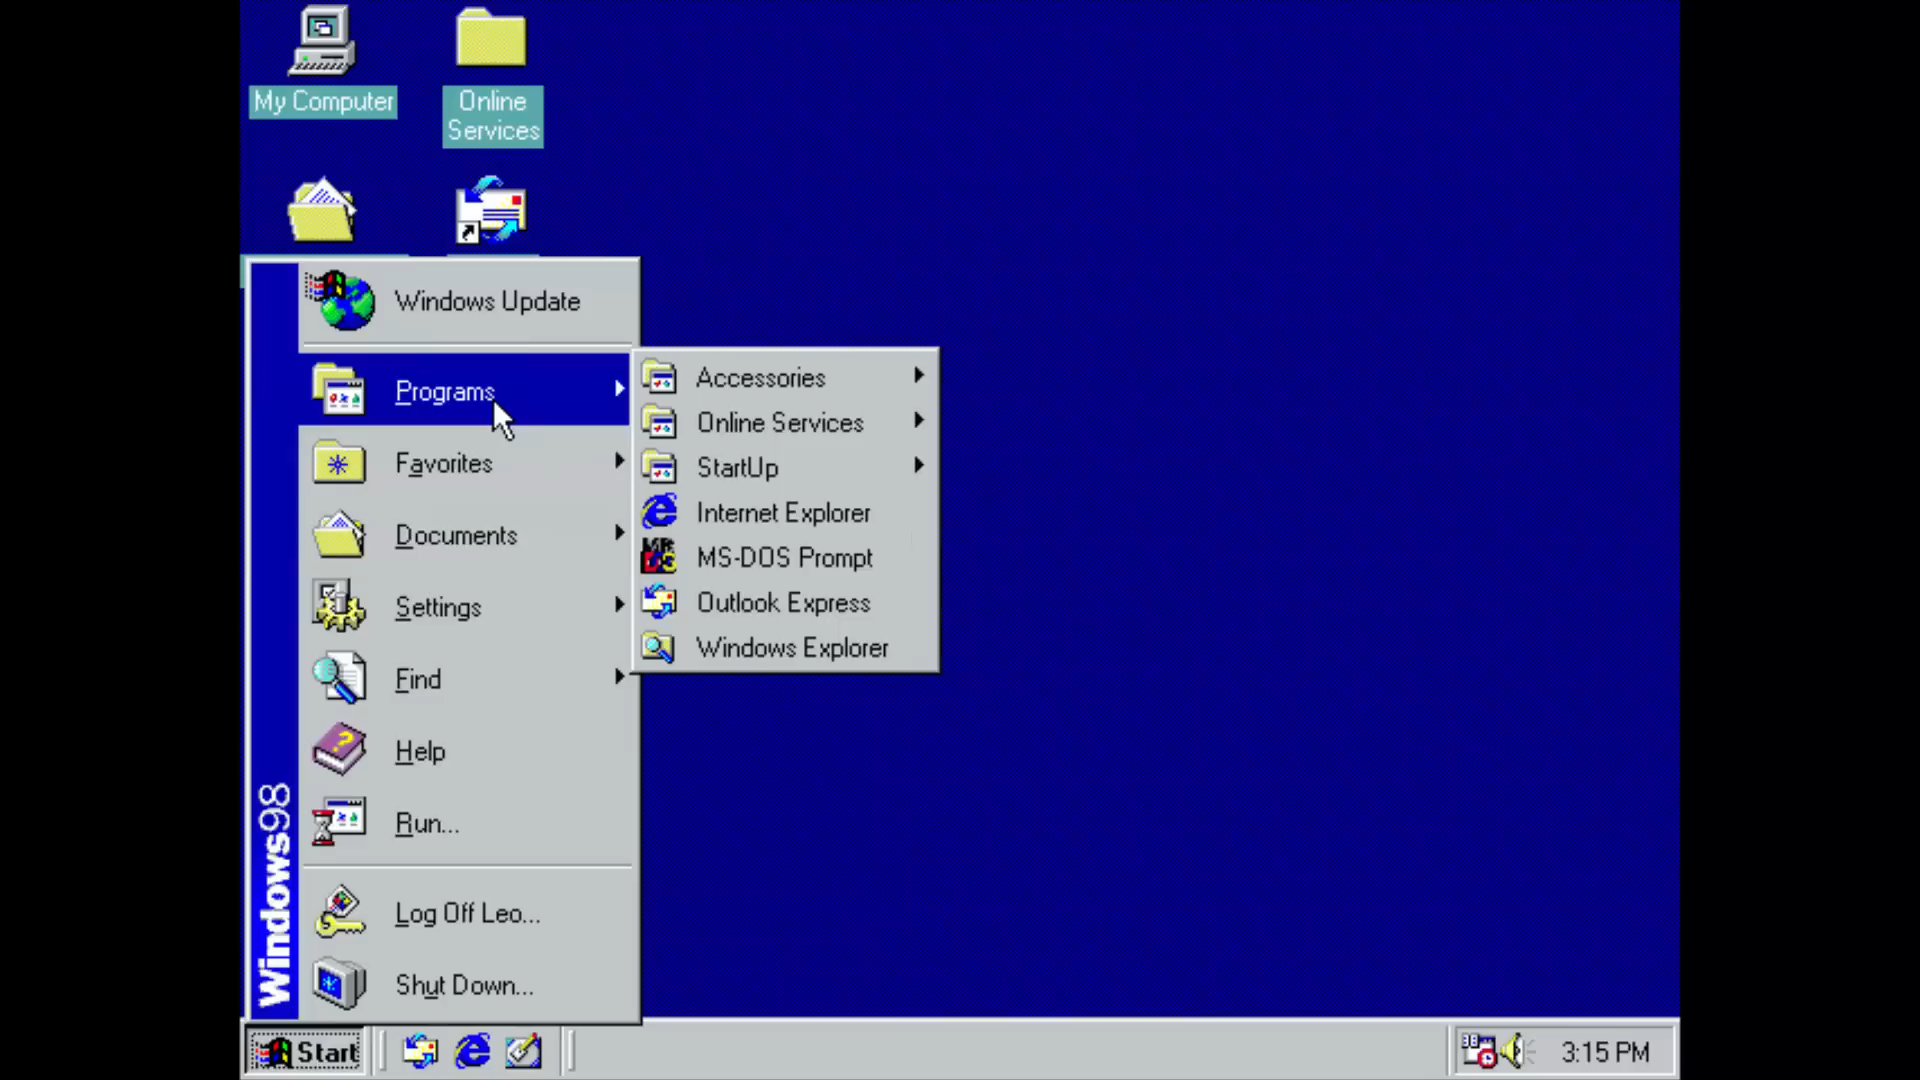 My Computer
Online
Services
Windows Update
Programs
Favorites
Documents
Settings
Find
Help
Run...
Log Off Leo...
Shut Down...
Windows98
Accessories
Online Services
StartUp
Internet Explorer
MS-DOS Prompt
Outlook Express
Windows Explorer
Start
3:15 PM